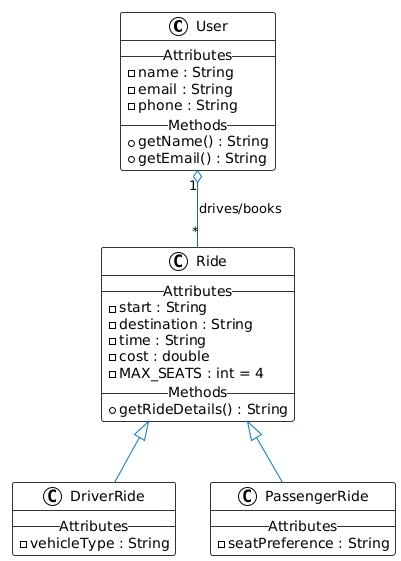 C User
Attributes
name : String
email : String
phone : String
Methods
getName() : String
getEmail() : String
1
drives/books
*
C Ride
Attributes
start : String
destination : String
time : String
cost : double
MAX_SEATS : int = 4
Methods
getRideDetails() : String
C DriverRide
Attributes
vehicleType : String
C PassengerRide
Attributes
seatPreference : String